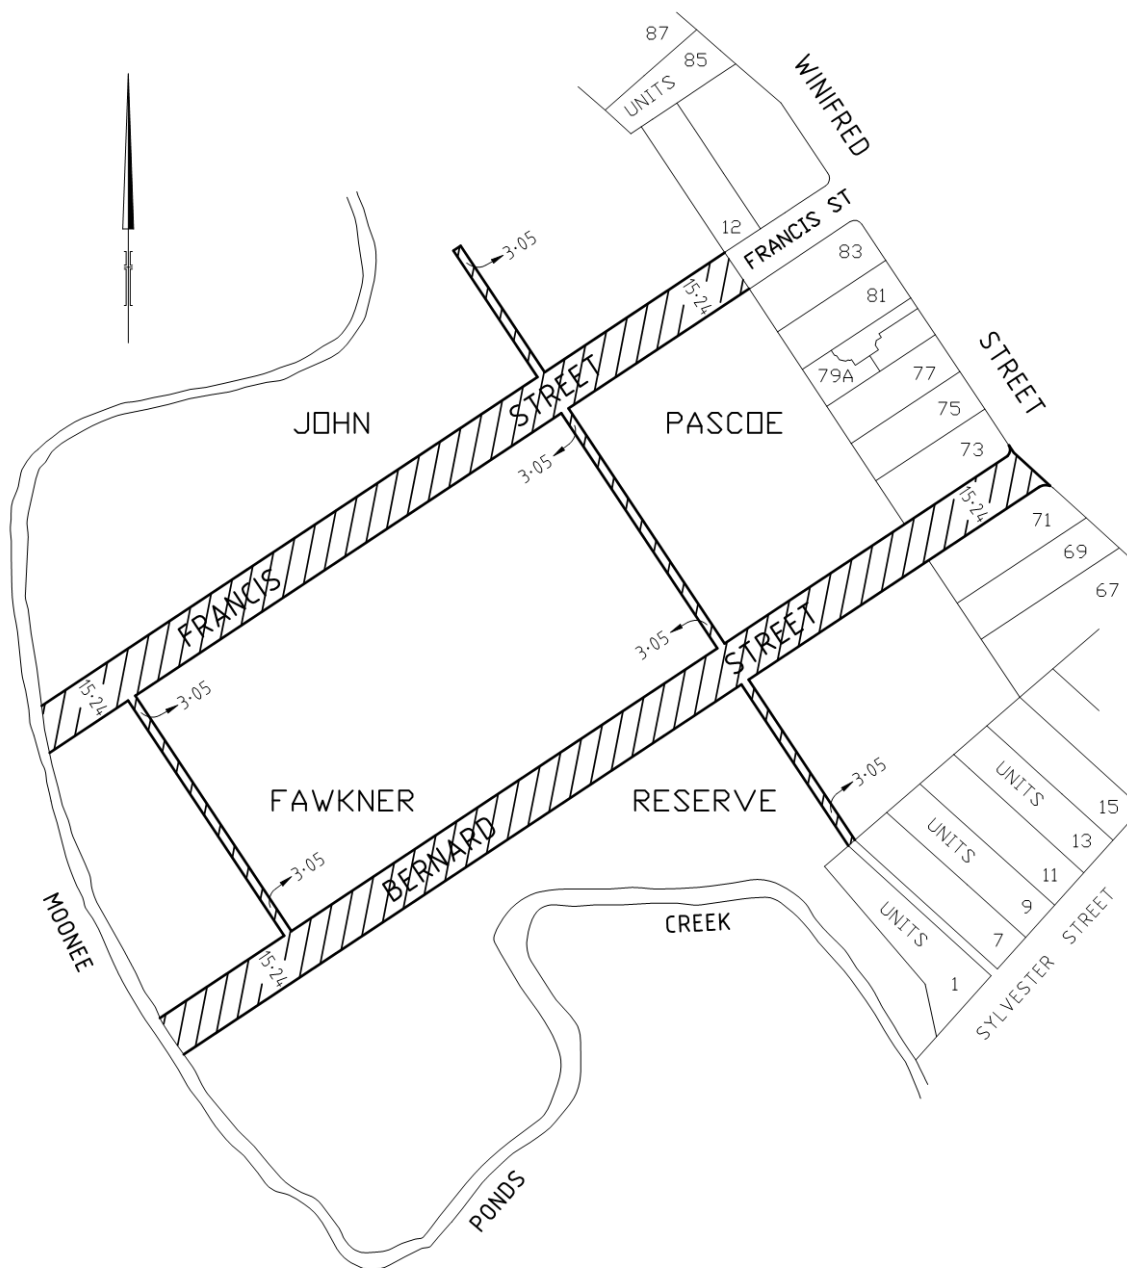 87
85
UNITS
WINIFRED
12
FRANCIS ST
83
3·05
15·24
81
STREET
79A
77
STREET
75
JOHN
PASCOE
73
3·05
15·24
71
69
67
FRANCIS
3·05
STREET
3·05
15·24
FAWKNER
RESERVE
3·05
UNITS
15
13
BERNARD
UNITS
11
3·05
9
UNITS
7
MOONEE
CREEK
15·24
1
SYLVESTER STREET
PONDS